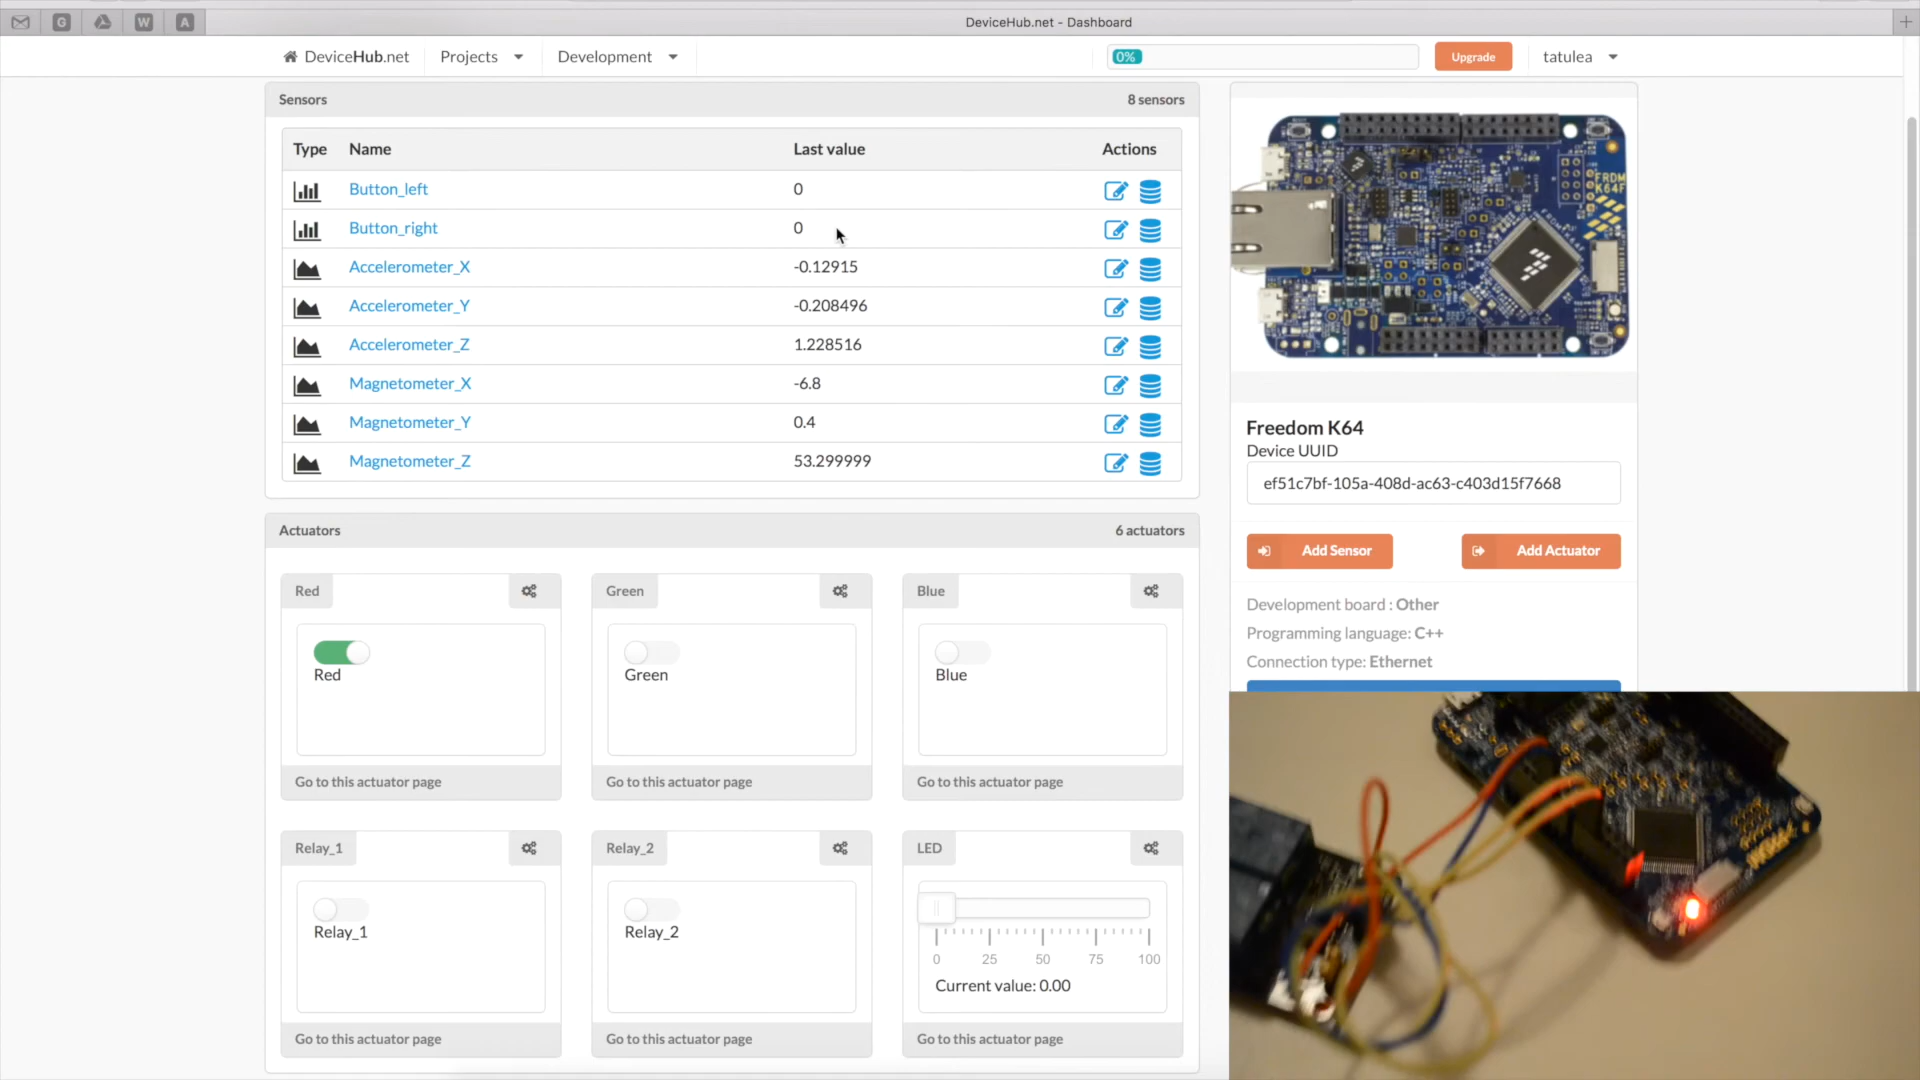 G
W
A
DeviceHub.net - Dashboard
DeviceHub.net
Projects
Development
0%
Upgrade
tatulea
Sensors
8 sensors
Type
Name
Last value
Actions
Button_left
0
Button_right
0
Accelerometer_X
-0.12915
Accelerometer_Y
-0.208496
Accelerometer_Z
1.228516
Magnetometer_X
-6.8
Magnetometer_Y
0.4
Magnetometer_Z
53.299999
FRDM
K64F
Freedom K64
Device UUID
ef51c7bf-105a-408d-ac63-c403d15f7668
Add Sensor
Add Actuator
Development board : Other
Programming language: C++
Connection type: Ethernet
Actuators
6 actuators
Red
Green
Blue
Red
Green
Blue
Go to this actuator page
Go to this actuator page
Go to this actuator page
Relay_1
Relay_2
LED
Relay_1
Relay_2
0
25
50
75
100
Current value: 0.00
Go to this actuator page
Go to this actuator page
Go to this actuator page